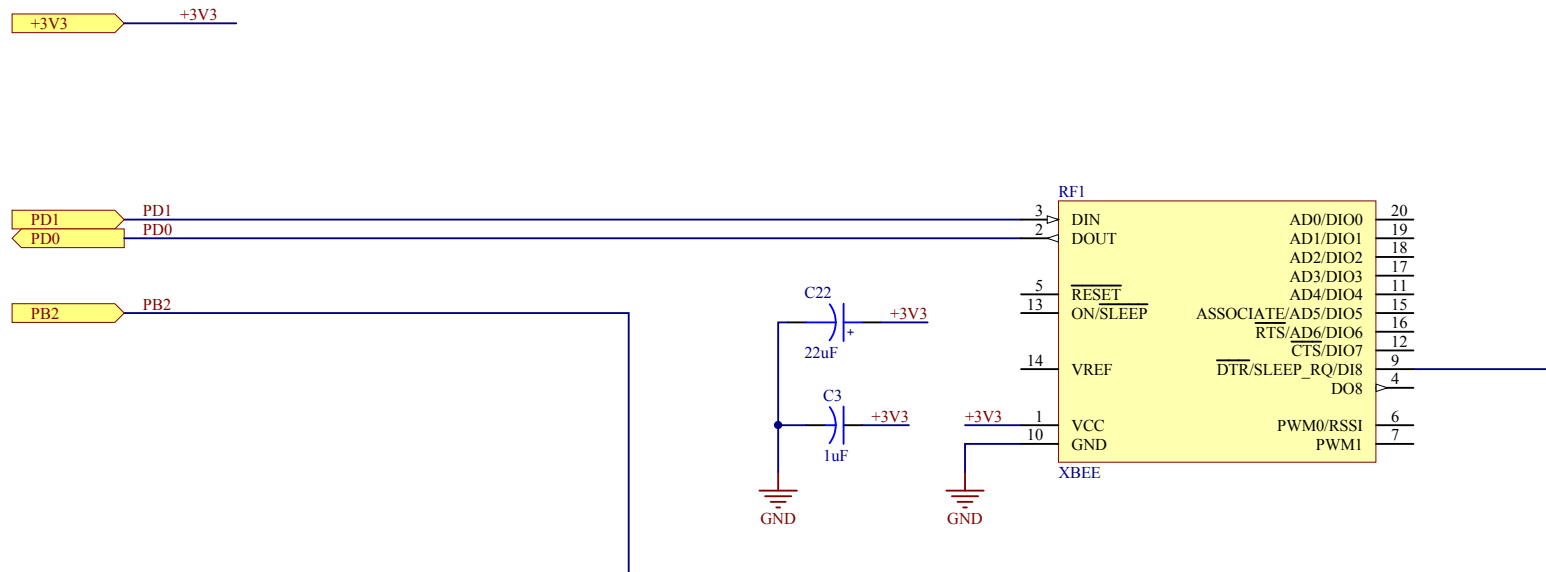 +3V3 +3V3
RF1
PD1 PD1 3 DIN AD0/DIO0 20
PD0 PD0 2 DOUT AD1/DIO1 19
AD2/DIO2 18
AD3/DIO3 17
5 RESET AD4/DIO4 11
PB2 PB2 13 ON/SLEEP ASSOCIATE/AD5/DIO5 15
C22 +3V3 RTS/AD6/DIO6 16
22uF CTS/DIO7 12
14 VREF DTR/SLEEP_RQ/DI8 9
DO8 4
C3 +3V3 +3V3 1 VCC PWM0/RSSI 6
1uF 10 GND PWM1 7
XBEE
GND GND